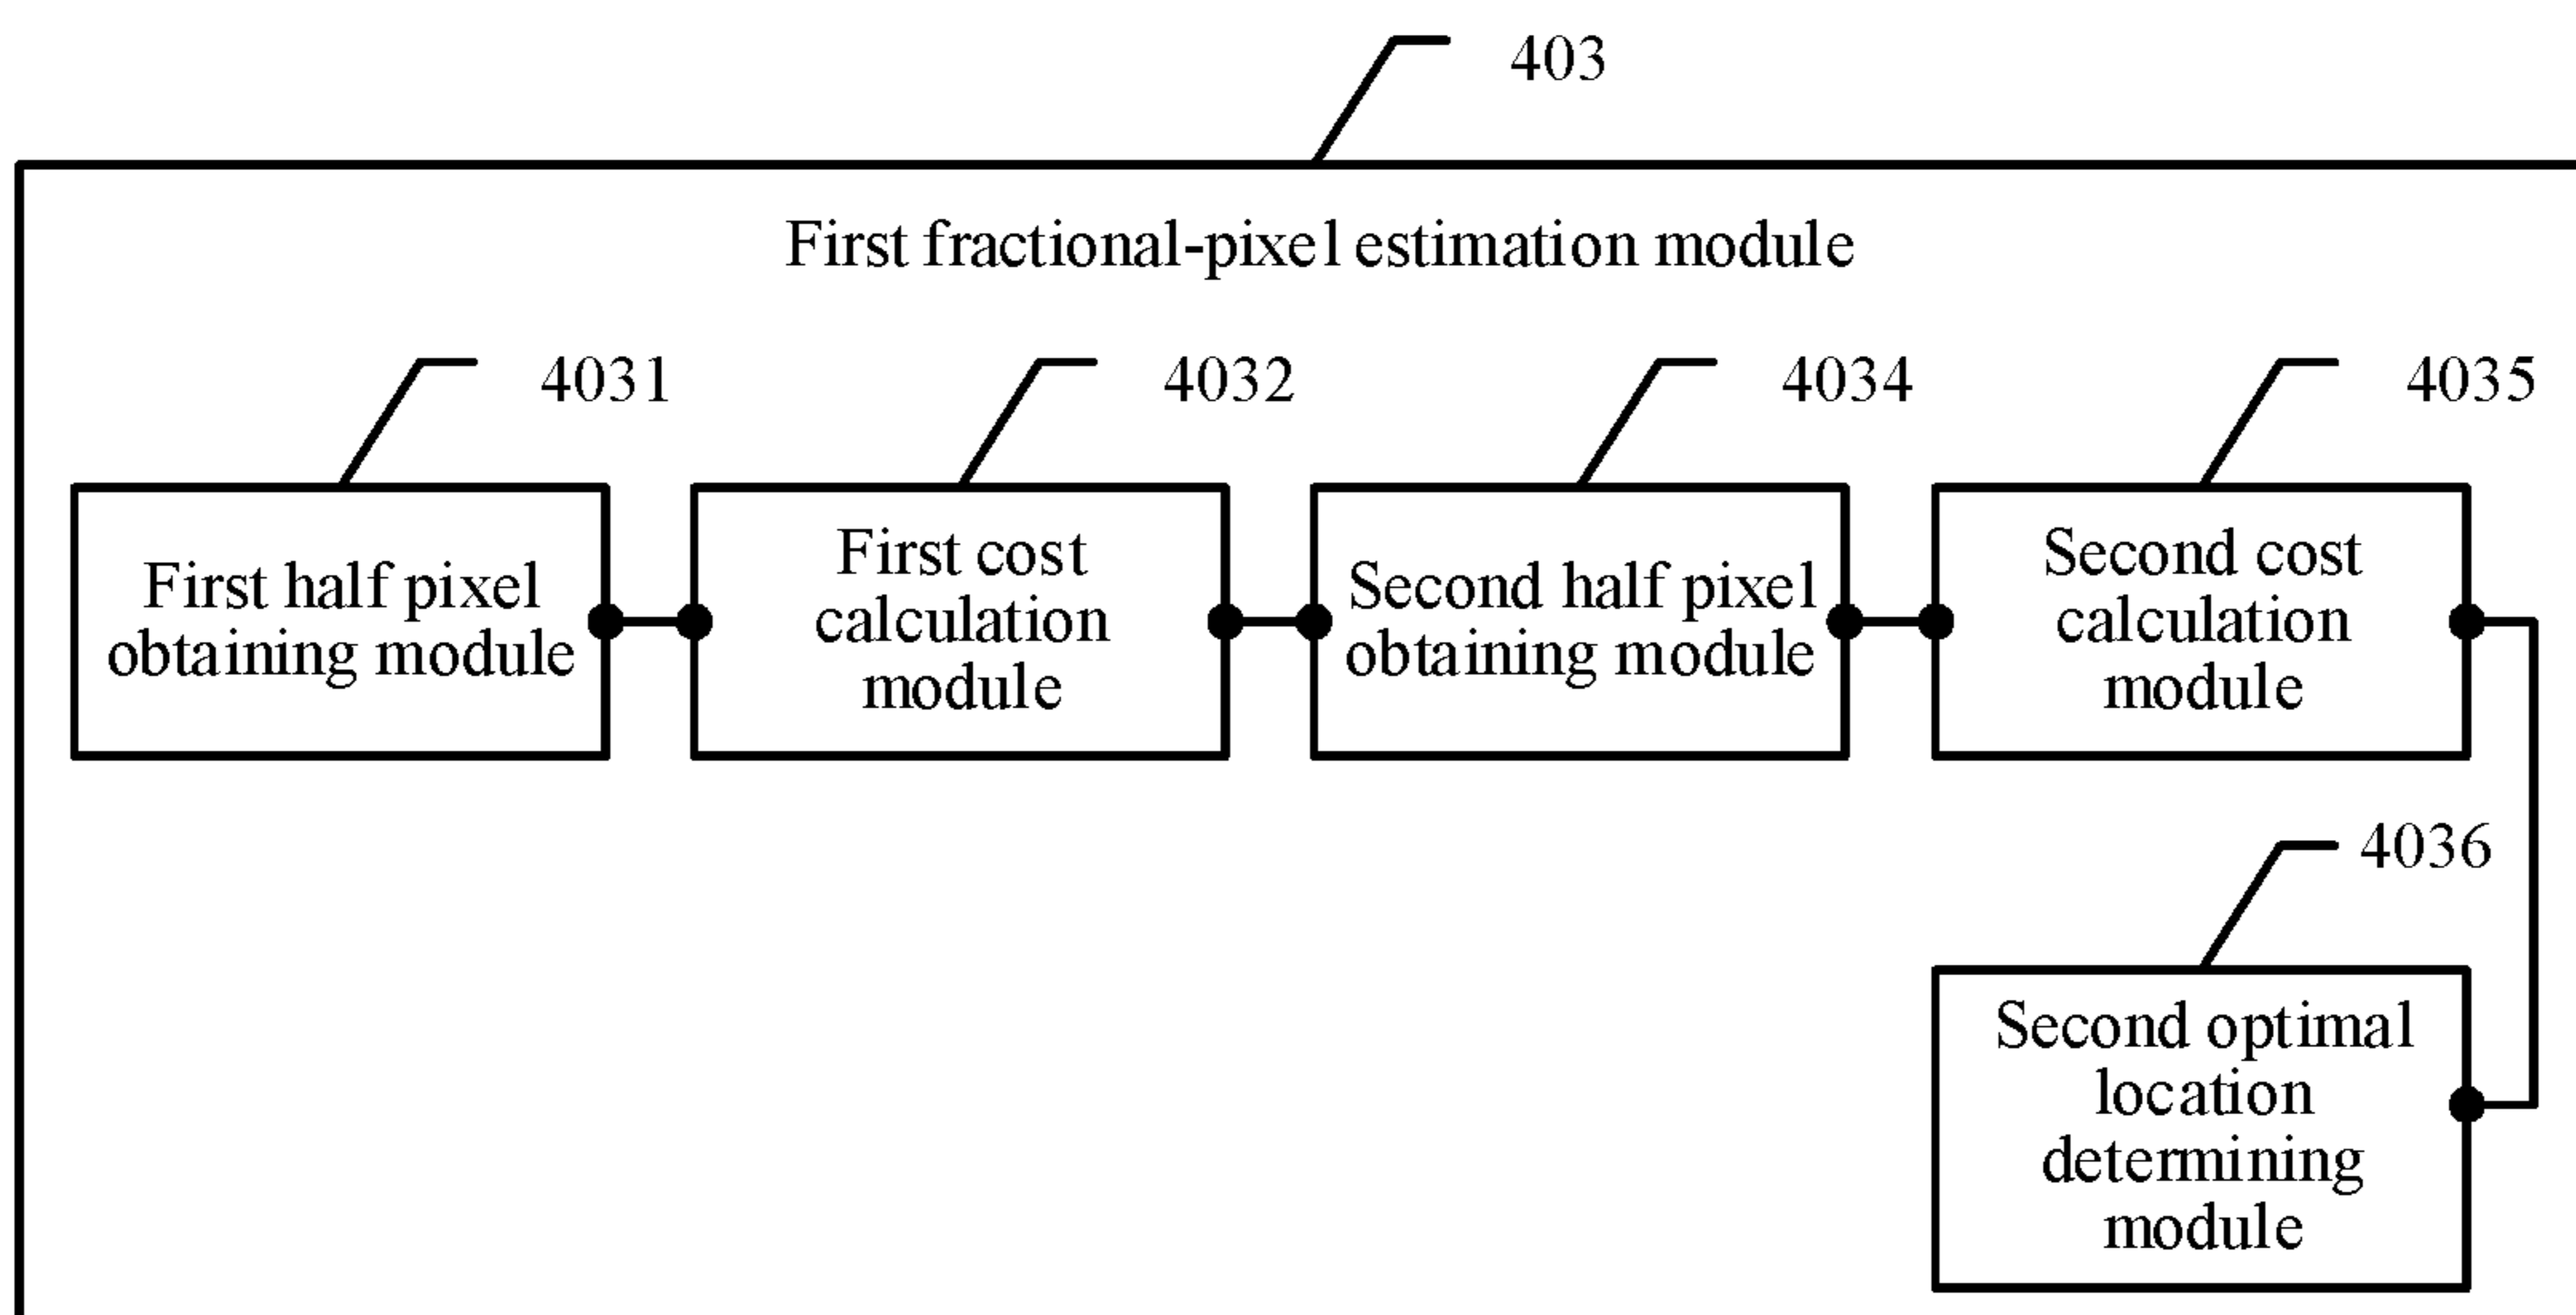 403
First fractional-pixel estimation module
4031
4032
4034
4035
First half pixel
obtaining module
First cost
calculation
module
Second half pixel
obtaining module
Second cost
calculation
module
4036
Second optimal
location
determining
module